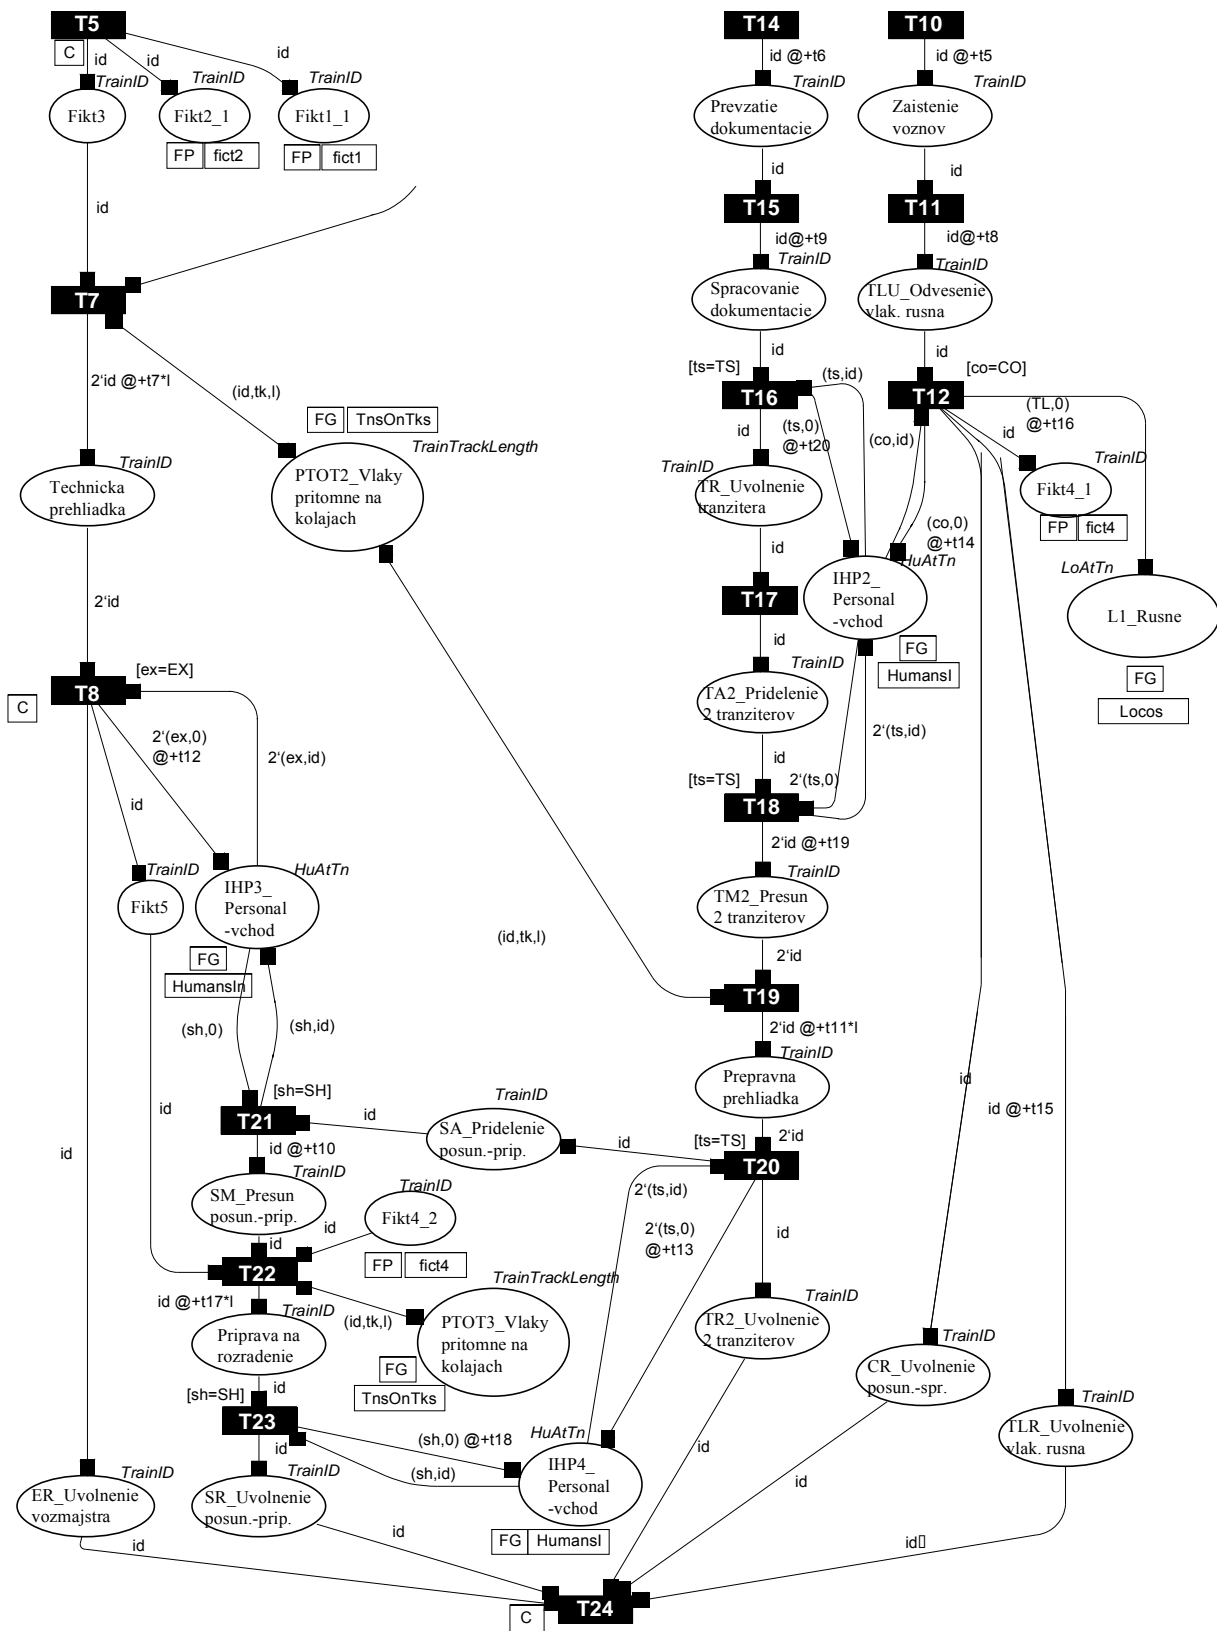 T5
T14
T10
C
id
id
id
id @+t6
id @+t5
TrainID
TrainID
TrainID
TrainID
TrainID
Fikt3
Fikt2_1
Fikt1_1
Prevzatie
dokumentacie
Zaistenie
voznov
FP
fict2
FP
fict1
id
id
id
T15
T11
id@+t9
id@+t8
TrainID
TrainID
T7
Spracovanie
dokumentacie
TLU_Odvesenie
vlak. rusna
id
id
2‘id @+t7*l
(id,tk,l)
[ts=TS]
(ts,id)
[co=CO]
T16
T12
FG
TnsOnTks
id
(ts,0)
@+t20
(co,id)
(TL,0)
@+t16
id
TrainTrackLength
TrainID
TrainID
TrainID
Technicka
prehliadka
PTOT2_Vlaky
pritomne na
kolajach
TR_Uvolnenie
tranzitera
Fikt4_1
FP
fict4
(co,0)
@+t14
id
HuAtTn
LoAtTn
IHP2_
Personal
-vchod
L1_Rusne
T17
2‘id
id
FG
HumansI
FG
Locos
TrainID
[ex=EX]
T8
C
TA2_Pridelenie
2 tranziterov
2‘(ex,0)
@+t12
2‘(ex,id)
id
2‘(ts,id)
[ts=TS]
2‘(ts,0)
T18
id
2‘id @+t19
TrainID
HuAtTn
TrainID
Fikt5
IHP3_
Personal
-vchod
TM2_Presun
2 tranziterov
(id,tk,l)
2‘id
FG
HumansIn
T19
(sh,0)
(sh,id)
2‘id @+t11*l
TrainID
Prepravna
prehliadka
[sh=SH]
id
TrainID
id
id @+t15
T21
id
SA_Pridelenie
posun.-prip.
id
[ts=TS]
2‘id
id
id @+t10
T20
TrainID
TrainID
2‘(ts,id)
SM_Presun
posun.-prip.
Fikt4_2
2‘(ts,0)
@+t13
id
id
id
FP
fict4
T22
TrainTrackLength
id @+t17*l
TrainID
(id,tk,l)
TrainID
Priprava na
rozradenie
PTOT3_Vlaky
pritomne na
kolajach
TR2_Uvolnenie
2 tranziterov
TrainID
FG
TnsOnTks
CR_Uvolnenie
posun.-spr.
[sh=SH]
id
TrainID
T23
HuAtTn
(sh,0) @+t18
id
id
TLR_Uvolnenie
vlak. rusna
TrainID
TrainID
(sh,id)
IHP4_
Personal
-vchod
id
ER_Uvolnenie
vozmajstra
SR_Uvolnenie
posun.-prip.
id
id
FG
HumansI
id▯
C
T24